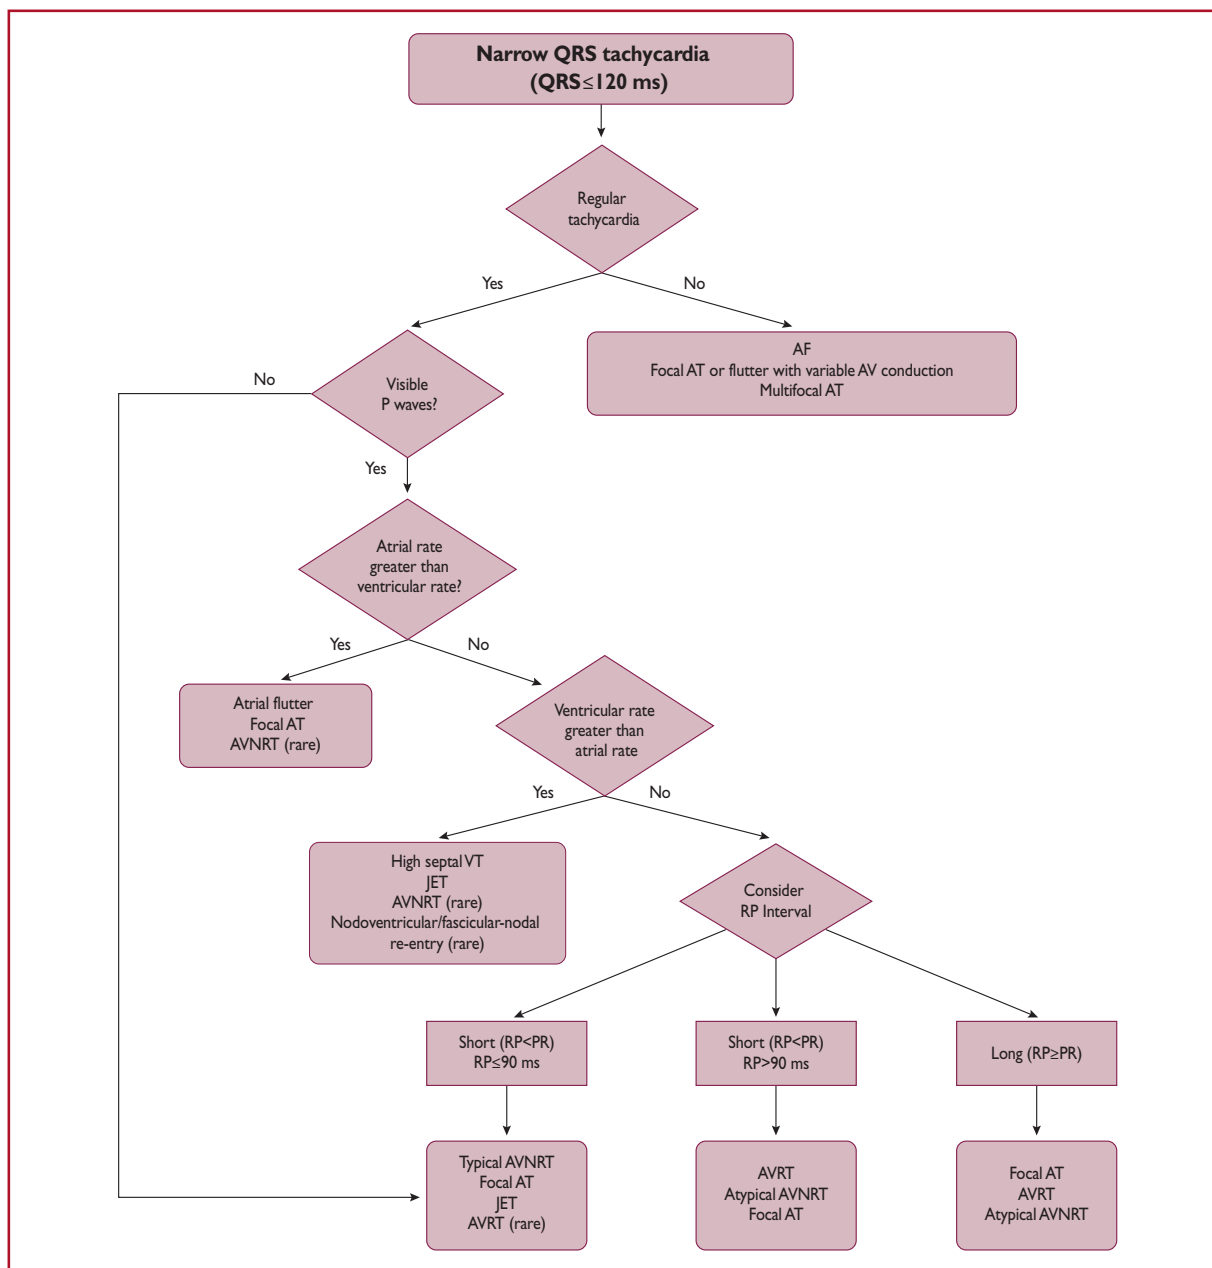 Narrow QRS tachycardia
(QRS≤120 ms)
Regular
tachycardia
Yes
No
AF
Focal AT or flutter with variable AV conduction
Multifocal AT
No
Visible
P waves?
Yes
Atrial rate
greater than
ventricular rate?
Yes
No
Atrial flutter
Focal AT
AVNRT (rare)
Ventricular rate
greater than
atrial rate
Yes
No
High septal VT
JET
AVNRT (rare)
Nodoventricular/fascicular-nodal
re-entry (rare)
Consider
RP Interval
Short (RP<PR)
RP≤90 ms
Short (RP<PR)
RP>90 ms
Long (RP≥PR)
Typical AVNRT
Focal AT
JET
AVRT (rare)
AVRT
Atypical AVNRT
Focal AT
Focal AT
AVRT
Atypical AVNRT